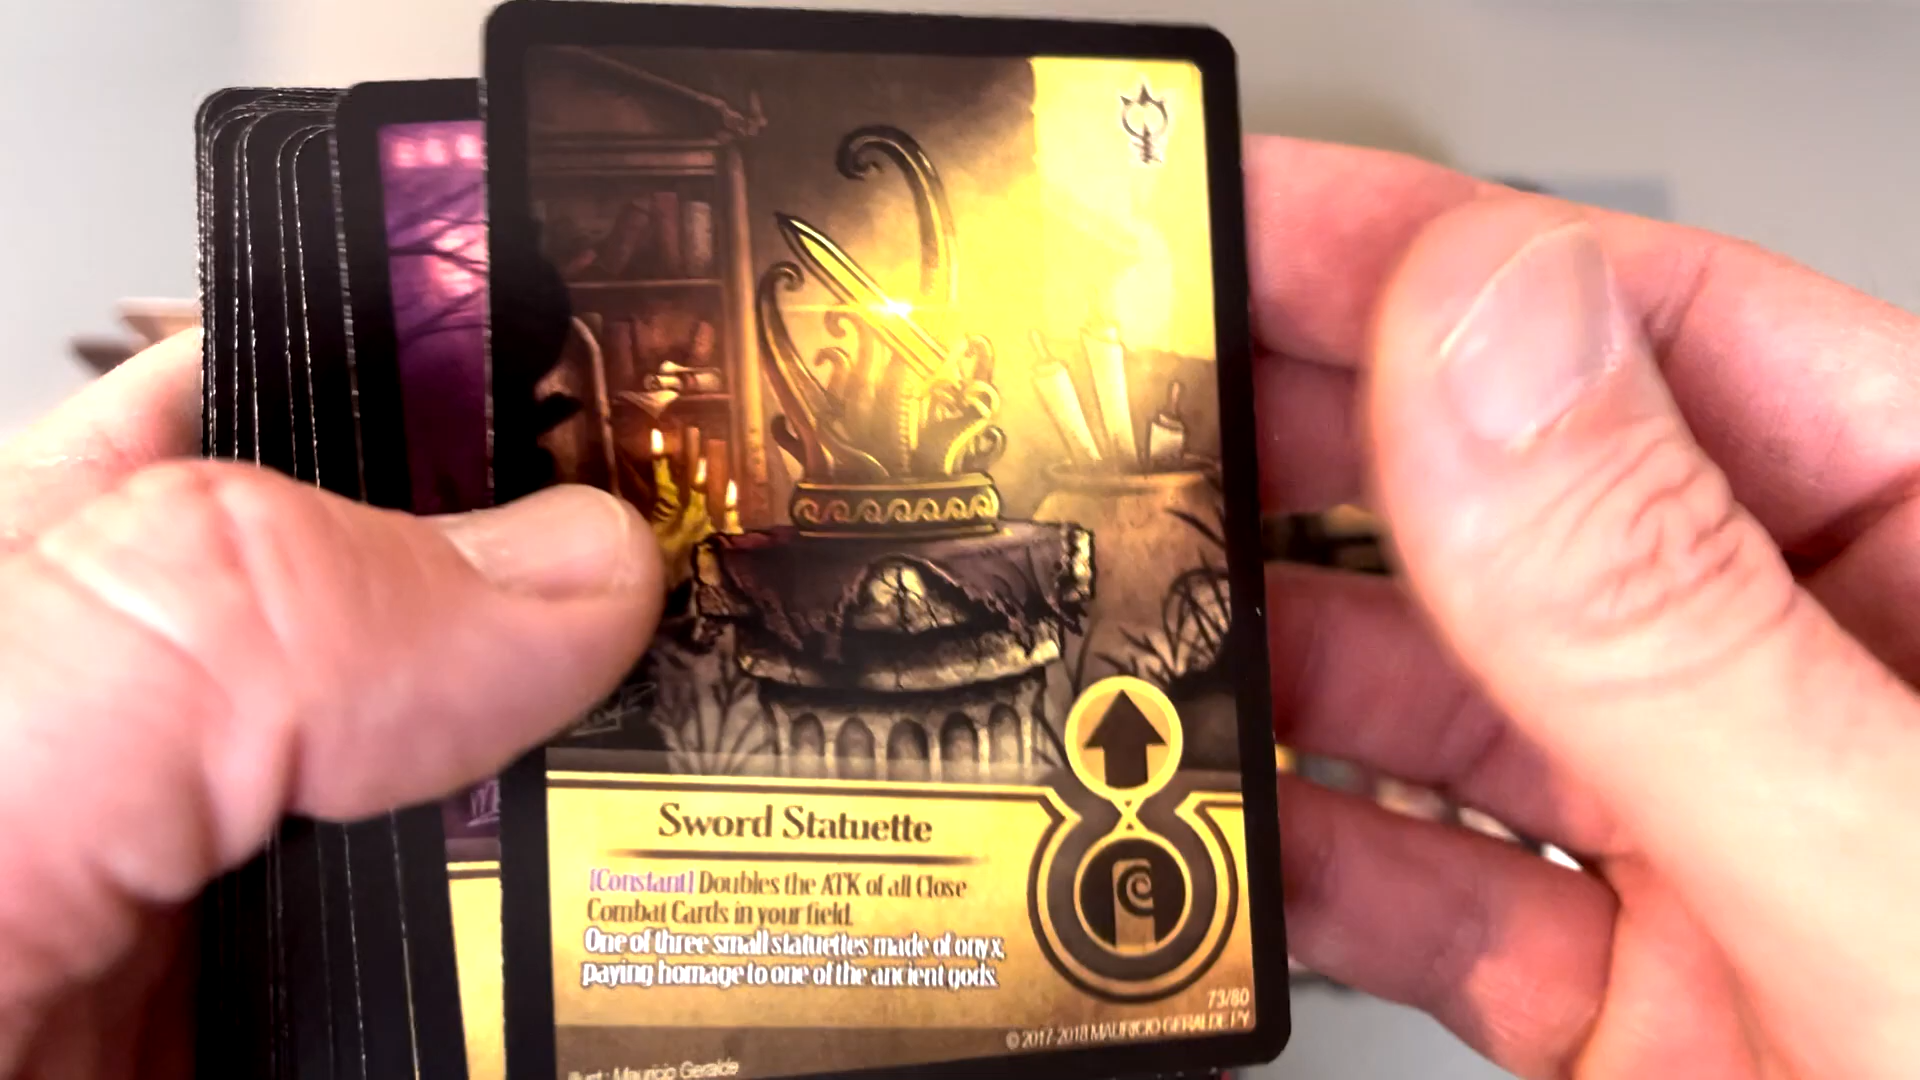 Sword Statuette
[Constant] Doubles the ATK of all Close
Combat Cards in your field.
One of three small statuettes made of onyx,
paying homage to one of the ancient gods.
73/80
© 2017-2018 MAURICIO GERALDE PY
Illust.: Mauricio Geralde